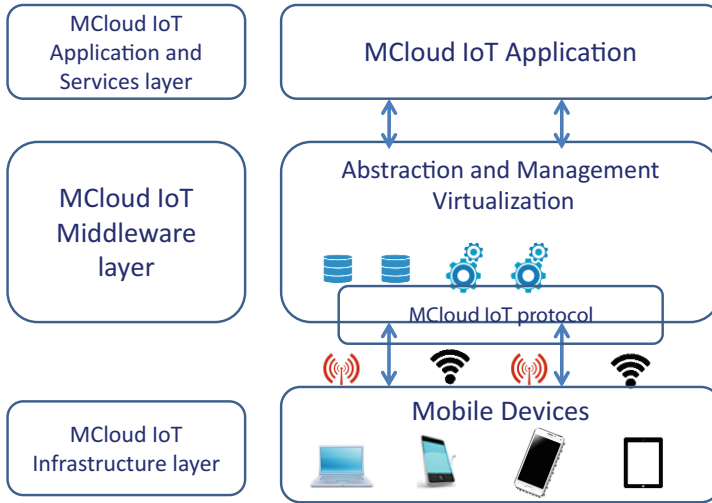 MCloud IoT
Application and
Services layer
MCloud IoT Application
MCloud IoT
Middleware
layer
Abstraction and Management
Virtualization
MCloud IoT protocol
MCloud IoT
Infrastructure layer
Mobile Devices